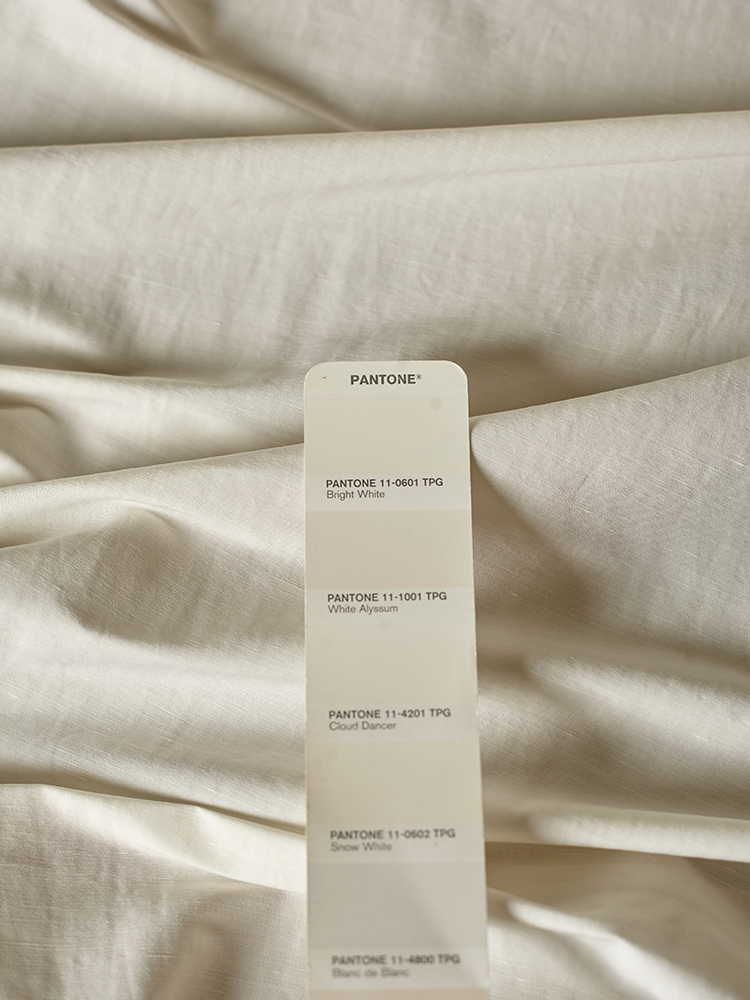 PANTONE®
PANTONE 11-0601 TPG
Bright White
PANTONE 11-1001 TPG
White Alyssum
PANTONE 11-4201 TPG
Cloud Dancer
PANTONE 11-0602 TPG
Snow White
PANTONE 11-4800 TPG
Blanc de Blanc